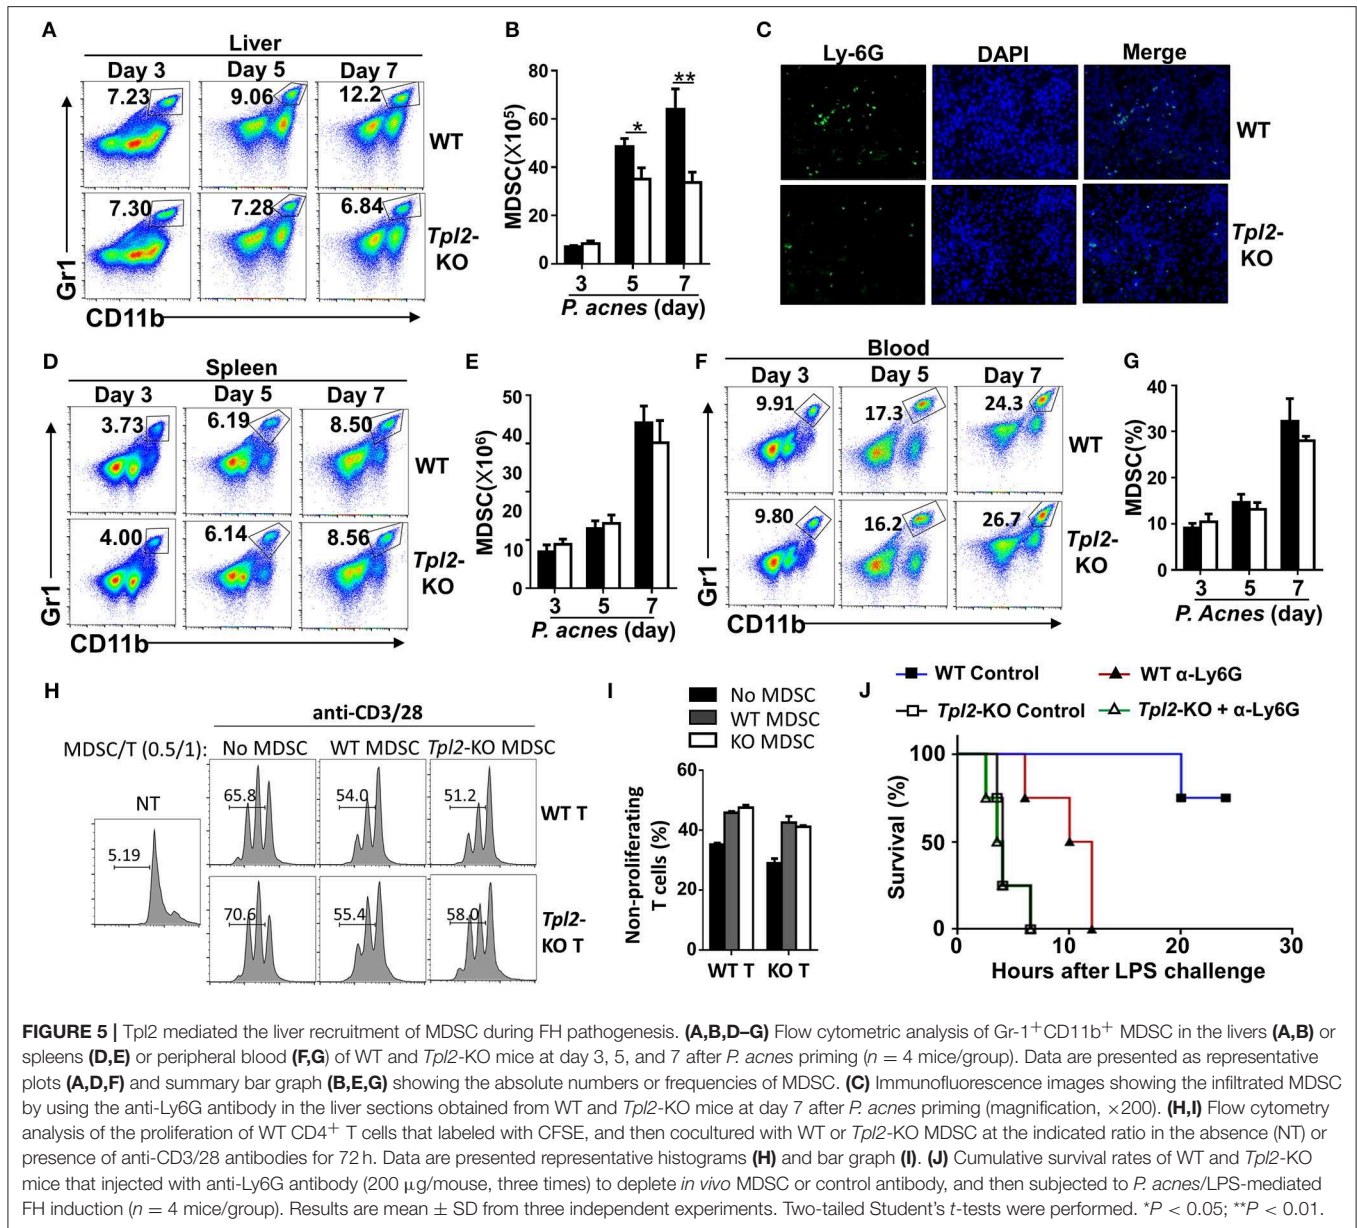 A
Liver
Day 3 Day 5 Day 7
7.23 9.06 12.2
WT
7.30 7.28 6.84
Tpl2-
KO
Gr1
CD11b
B
MDSC(X10⁵)
80
60
40
20
0
*
**
3 5 7
P. acnes (day)
C
Ly-6G DAPI Merge
WT
Tpl2-
KO
D
Spleen
Day 3 Day 5 Day 7
3.73 6.19 8.50
WT
4.00 6.14 8.56
Tpl2-
KO
Gr1
CD11b
E
MDSC(X10⁶)
50
40
30
20
10
0
3 5 7
P. acnes (day)
F
Blood
Day 3 Day 5 Day 7
9.91 17.3 24.3
WT
9.80 16.2 26.7
Tpl2-
KO
Gr1
CD11b
G
MDSC(%)
40
30
20
10
0
3 5 7
P. Acnes (day)
H
anti-CD3/28
MDSC/T (0.5/1): No MDSC WT MDSC Tpl2-KO MDSC
NT
5.19
65.8 54.0 51.2
WT T
70.6 55.4 58.0
Tpl2-
KO T
I
No MDSC
WT MDSC
KO MDSC
Non-proliferating
T cells (%)
60
40
20
0
WT T KO T
J
WT Control WT α-Ly6G
Tpl2-KO Control Tpl2-KO + α-Ly6G
Survival (%)
100
50
0
0 10 20 30
Hours after LPS challenge
FIGURE 5 | Tpl2 mediated the liver recruitment of MDSC during FH pathogenesis. (A,B,D–G) Flow cytometric analysis of Gr-1⁺CD11b⁺ MDSC in the livers (A,B) or
spleens (D,E) or peripheral blood (F,G) of WT and Tpl2-KO mice at day 3, 5, and 7 after P. acnes priming (n = 4 mice/group). Data are presented as representative
plots (A,D,F) and summary bar graph (B,E,G) showing the absolute numbers or frequencies of MDSC. (C) Immunofluorescence images showing the infiltrated MDSC
by using the anti-Ly6G antibody in the liver sections obtained from WT and Tpl2-KO mice at day 7 after P. acnes priming (magnification, ×200). (H,I) Flow cytometry
analysis of the proliferation of WT CD4⁺ T cells that labeled with CFSE, and then cocultured with WT or Tpl2-KO MDSC at the indicated ratio in the absence (NT) or
presence of anti-CD3/28 antibodies for 72 h. Data are presented representative histograms (H) and bar graph (I). (J) Cumulative survival rates of WT and Tpl2-KO
mice that injected with anti-Ly6G antibody (200 μg/mouse, three times) to deplete in vivo MDSC or control antibody, and then subjected to P. acnes/LPS-mediated
FH induction (n = 4 mice/group). Results are mean ± SD from three independent experiments. Two-tailed Student's t-tests were performed. *P < 0.05; **P < 0.01.